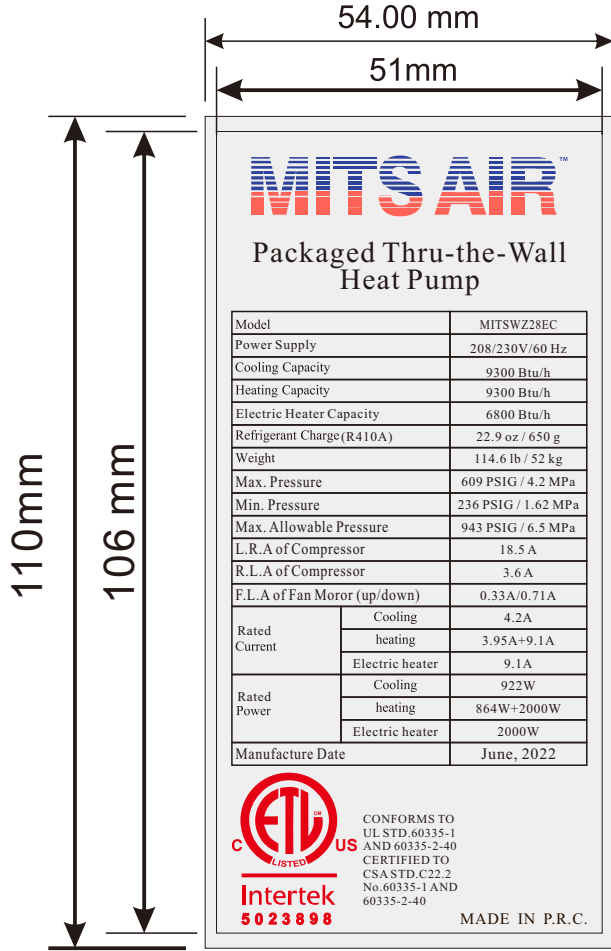 54.00 mm
51mm
110mm
106 mm
MITSAIR™
Packaged Thru-the-Wall
Heat Pump
Model MITSWZ28EC
Power Supply 208/230V/60 Hz
Cooling Capacity 9300 Btu/h
Heating Capacity 9300 Btu/h
Electric Heater Capacity 6800 Btu/h
Refrigerant Charge(R410A) 22.9 oz / 650 g
Weight 114.6 lb / 52 kg
Max. Pressure 609 PSIG / 4.2 MPa
Min. Pressure 236 PSIG / 1.62 MPa
Max. Allowable Pressure 943 PSIG / 6.5 MPa
L.R.A of Compressor 18.5 A
R.L.A of Compressor 3.6 A
F.L.A of Fan Moror (up/down) 0.33A/0.71A
Rated Current
Cooling 4.2A
heating 3.95A+9.1A
Electric heater 9.1A
Rated Power
Cooling 922W
heating 864W+2000W
Electric heater 2000W
Manufacture Date June, 2022
ETL CM
C US
LISTED
Intertek
5023898
CONFORMS TO
UL STD.60335-1
AND 60335-2-40
CERTIFIED TO
CSA STD.C22.2
No.60335-1 AND
60335-2-40
MADE IN P.R.C.